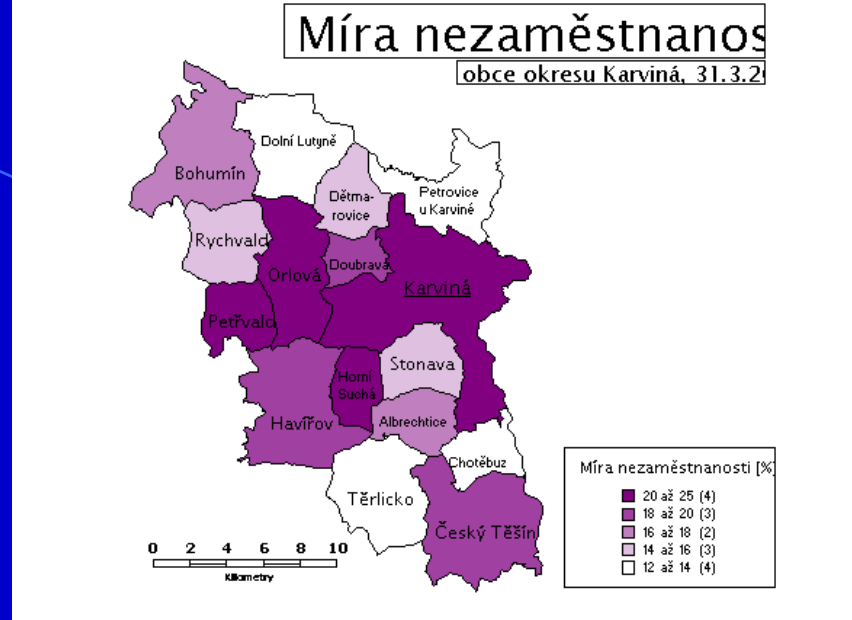 Míra nezaměstnanos
obce okresu Karviná, 31.3.2
Dolní Lutyně
Bohumín
Dětma-
rovice
Petrovice
u Karviné
Rychvald
Orlová
Doubrava
Karviná
Petřvald
Stonava
Horní
Suchá
Havířov
Albrechtice
Chotěbuz
Těrlicko
Český Těšín
0 2 4 6 8 10
Kilometry
Míra nezaměstnanosti [%]
20 až 25 (4)
18 až 20 (3)
16 až 18 (2)
14 až 16 (3)
12 až 14 (4)